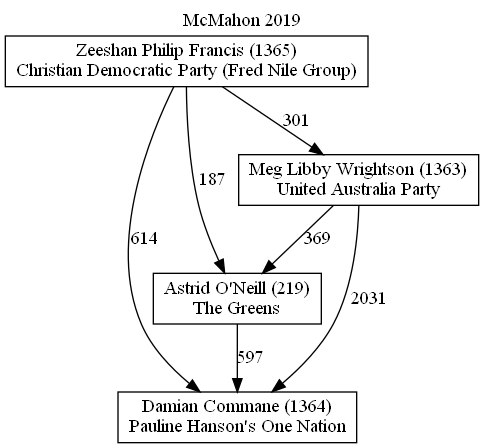 McMahon 2019
Zeeshan Philip Francis (1365)
Christian Democratic Party (Fred Nile Group)
301
Meg Libby Wrightson (1363)
United Australia Party
187
614
369
2031
Astrid O'Neill (219)
The Greens
597
Damian Commane (1364)
Pauline Hanson's One Nation